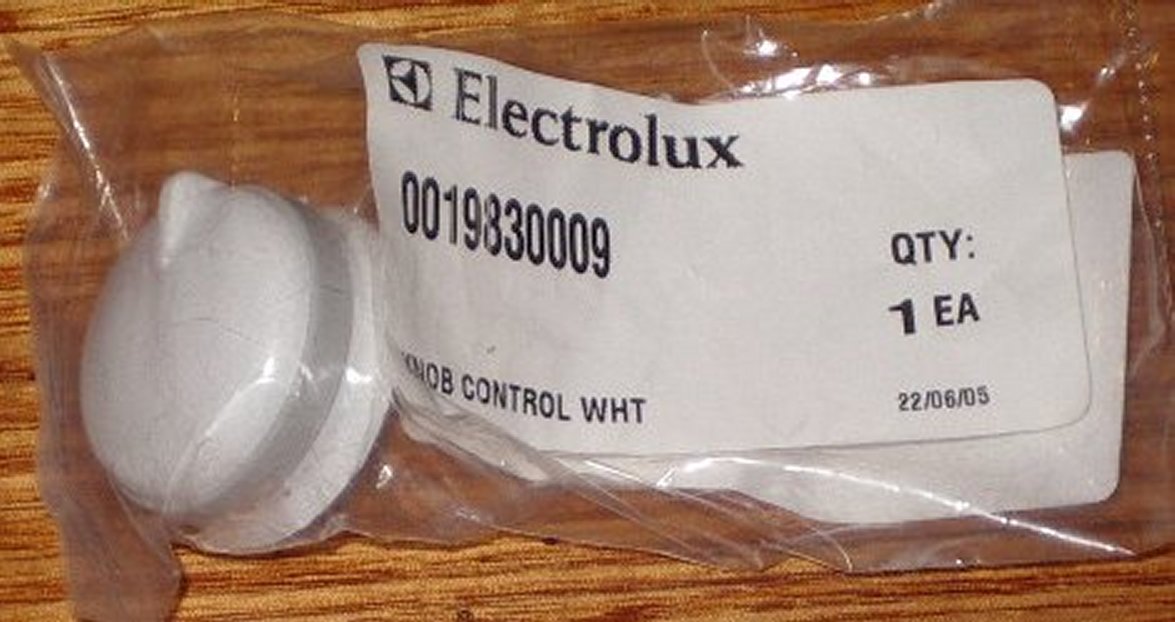 Electrolux
0019830009
QTY:
1 EA
KNOB CONTROL WHT
22/06/05